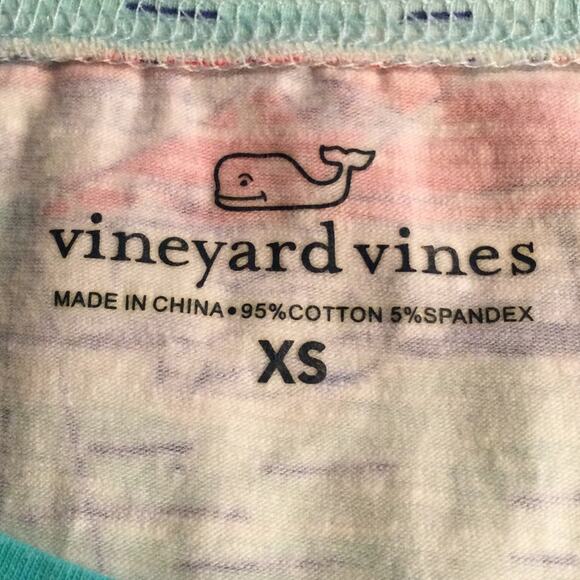 vineyard vines
MADE IN CHINA•95%COTTON 5%SPANDEX
XS